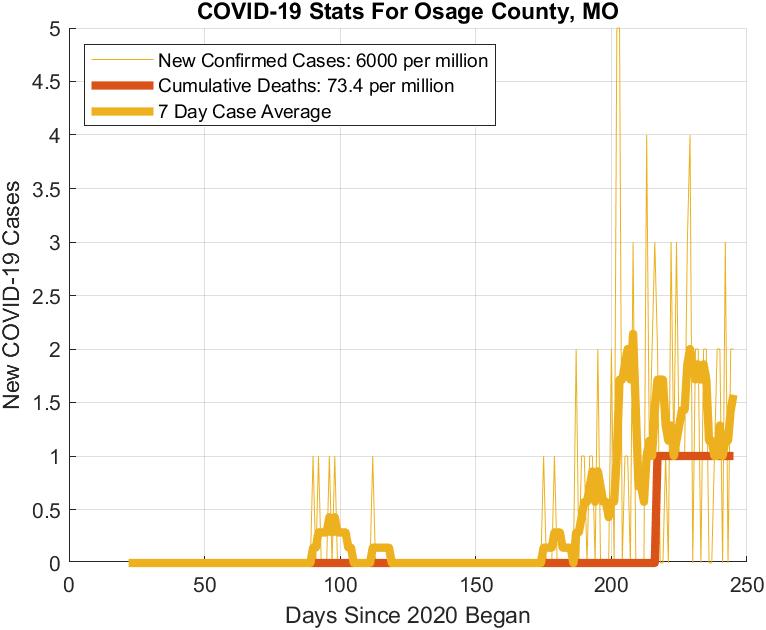 COVID-19 Stats For Osage County, MO
New Confirmed Cases: 6000 per million
Cumulative Deaths: 73.4 per million
7 Day Case Average
New COVID-19 Cases
5
4.5
4
3.5
3
2.5
2
1.5
1
0.5
0
0 50 100 150 200 250
Days Since 2020 Began